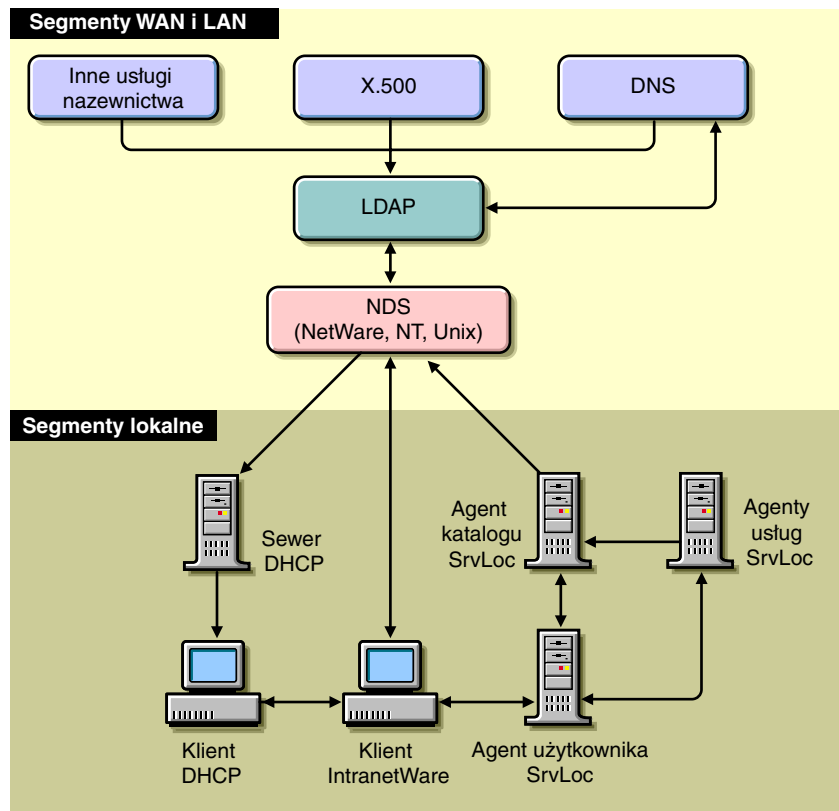 Segmenty WAN i LAN
Inne usługi
nazewnictwa
X.500
DNS
LDAP
NDS
(NetWare, NT, Unix)
Segmenty lokalne
Sewer
DHCP
Agent
katalogu
SrvLoc
Agenty
usług
SrvLoc
Klient
DHCP
Klient
IntranetWare
Agent użytkownika
SrvLoc